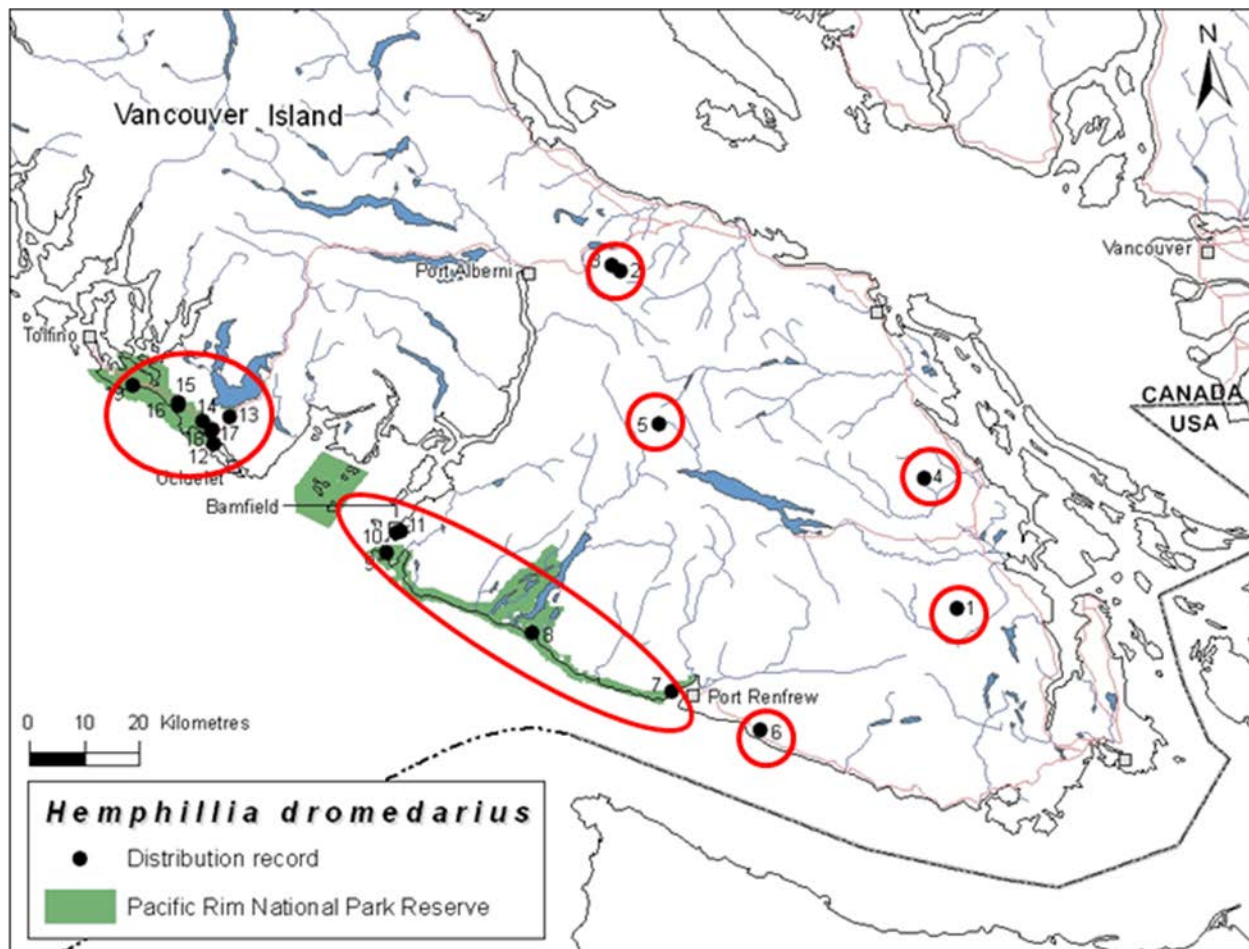 N
Vancouver Island
Vancouver
Port Alberni
3
2
Tolfino
CANADA
USA
19
15
16
14
13
17
18
12
Ucluelet
5
4
Bamfield
11
10
9
8
1
7
Port Renfrew
6
0 10 20 Kilometres
Hemphillia dromedarius
Distribution record
Pacific Rim National Park Reserve